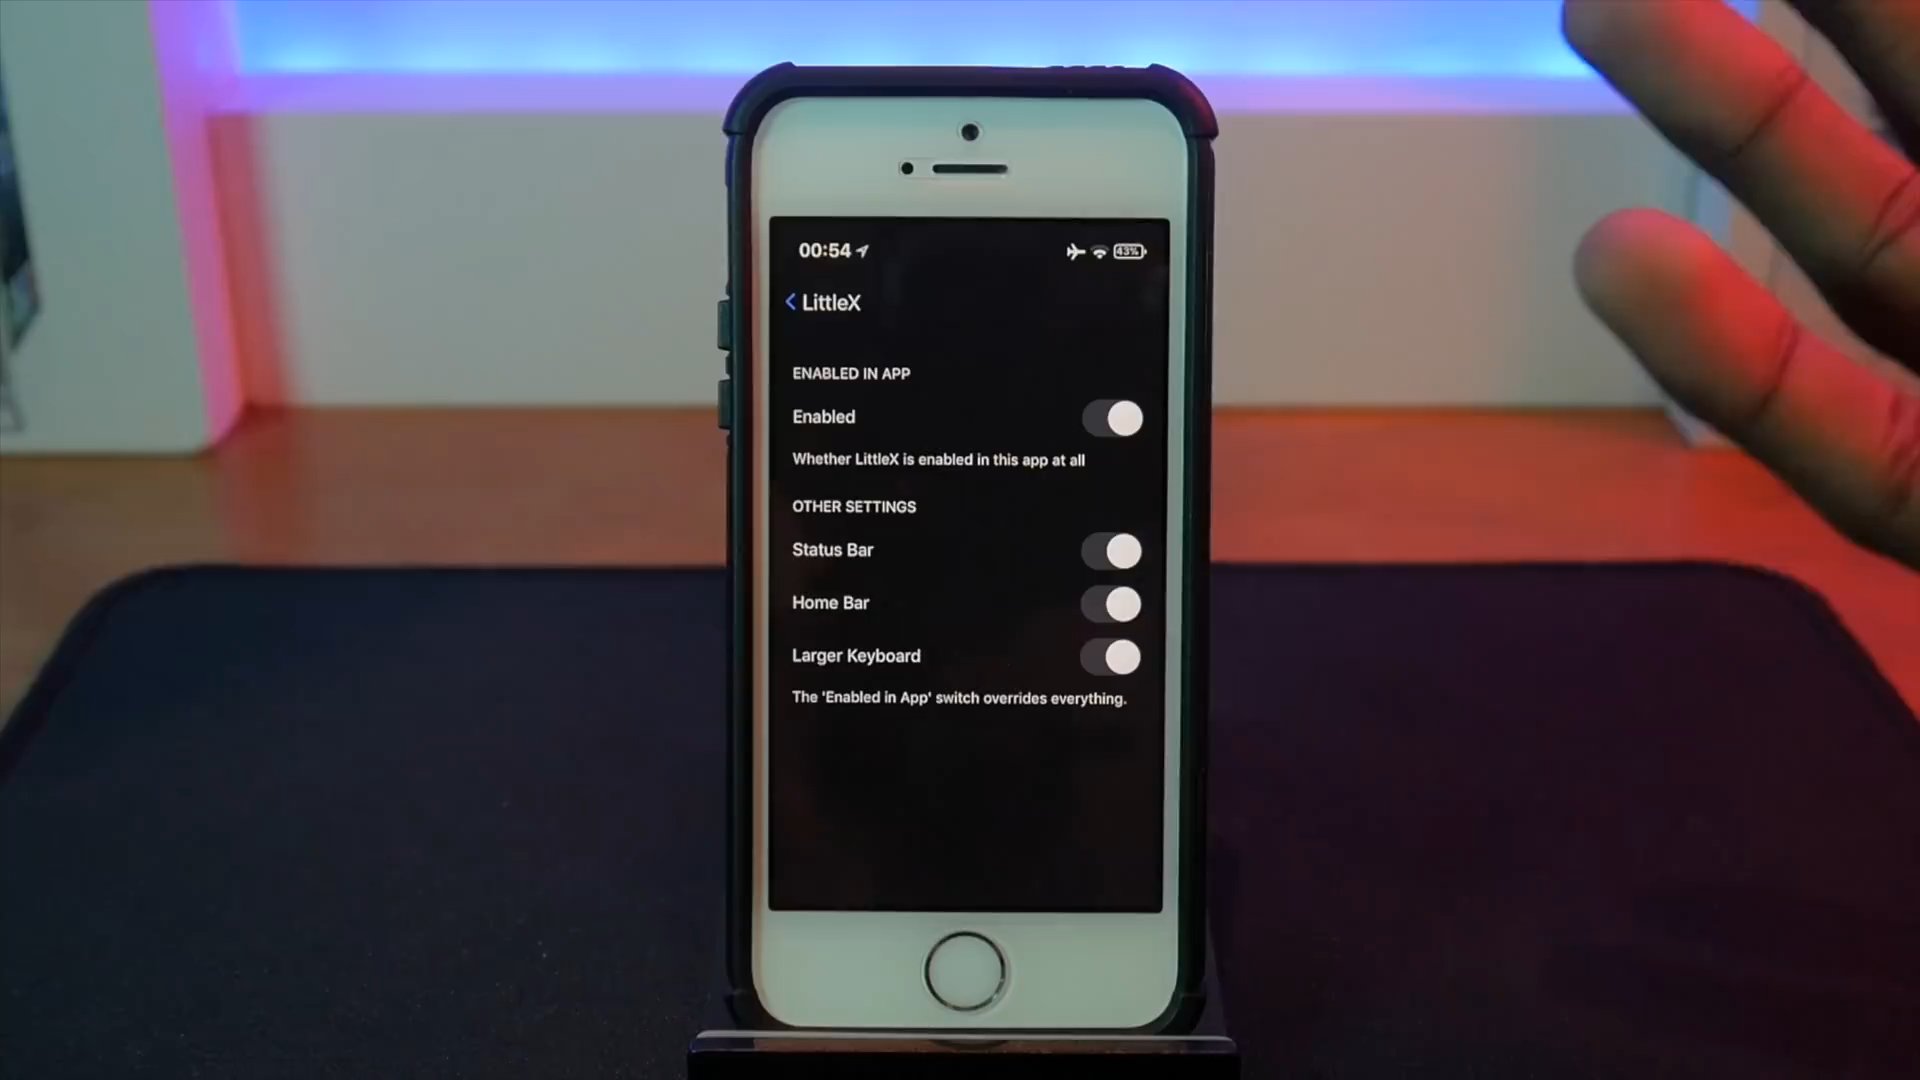 00:54
43%
LittleX
ENABLED IN APP
Enabled
Whether LittleX is enabled in this app at all
OTHER SETTINGS
Status Bar
Home Bar
Larger Keyboard
The 'Enabled in App' switch overrides everything.